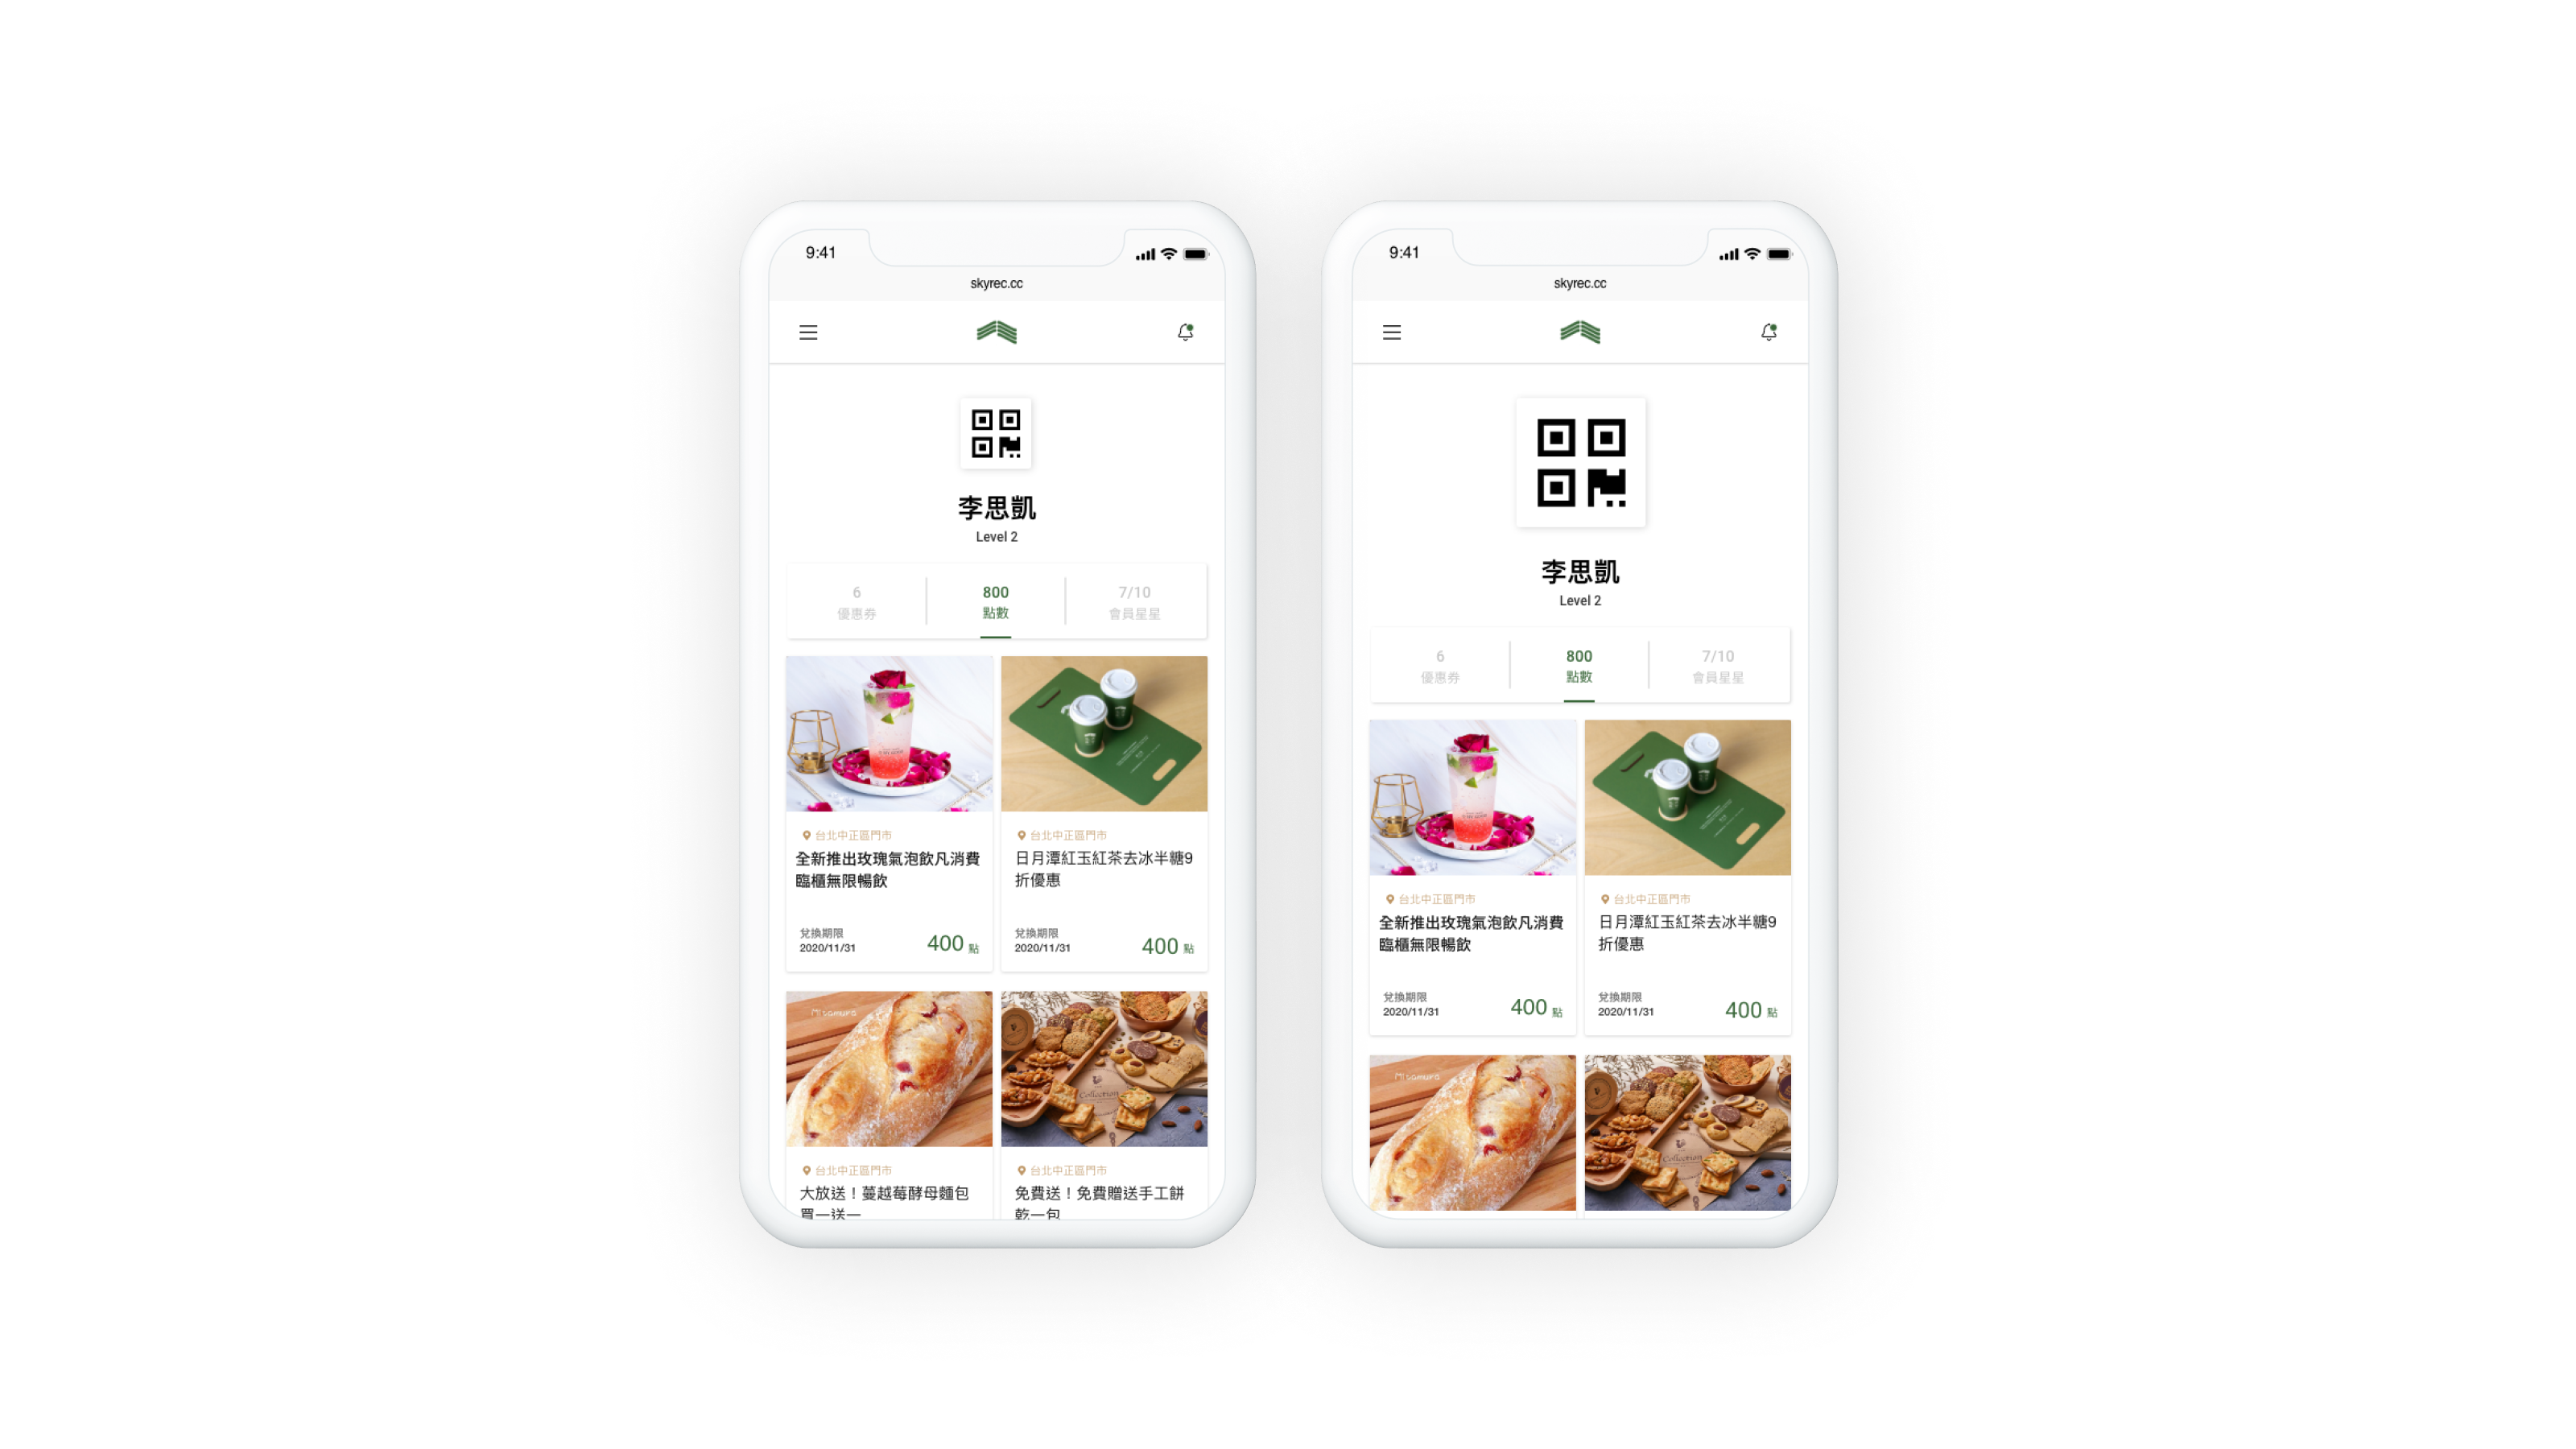 9:41
skyrec.cc
李思凱
Level 2
6
優惠券
800
點數
7/10
會員星星
台北中正區門市
全新推出玫瑰氣泡飲凡消費
臨櫃無限暢飲
兌換期限
2020/11/31
400 點
台北中正區門市
日月潭紅玉紅茶去冰半糖9
折優惠
兌換期限
2020/11/31
400 點
Misamura
台北中正區門市
大放送！蔓越莓酵母麵包
買一送一
Collection
台北中正區門市
免費送！免費贈送手工餅
乾一包
9:41
skyrec.cc
李思凱
Level 2
6
優惠券
800
點數
7/10
會員星星
台北中正區門市
全新推出玫瑰氣泡飲凡消費
臨櫃無限暢飲
兌換期限
2020/11/31
400 點
台北中正區門市
日月潭紅玉紅茶去冰半糖9
折優惠
兌換期限
2020/11/31
400 點
Misamura
Collection